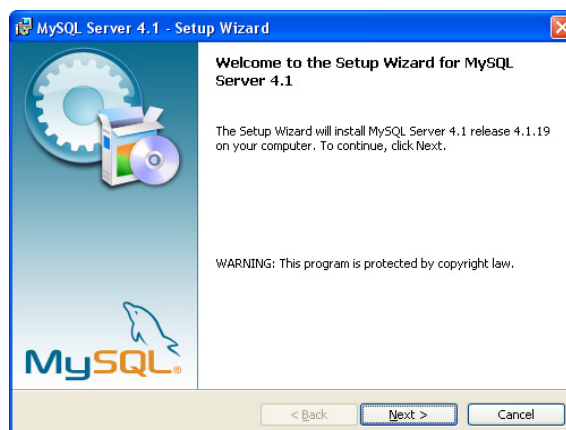 MySQL Server 4.1 - Setup Wizard
Welcome to the Setup Wizard for MySQL
Server 4.1
The Setup Wizard will install MySQL Server 4.1 release 4.1.19
on your computer. To continue, click Next.
WARNING: This program is protected by copyright law.
MySQL®
< Back
Next >
Cancel